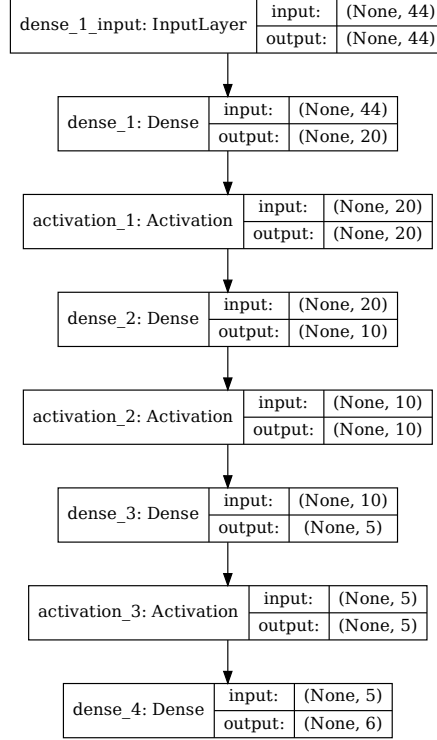 dense_1_input: InputLayer input: (None, 44)
output: (None, 44)
dense_1: Dense input: (None, 44)
output: (None, 20)
activation_1: Activation input: (None, 20)
output: (None, 20)
dense_2: Dense input: (None, 20)
output: (None, 10)
activation_2: Activation input: (None, 10)
output: (None, 10)
dense_3: Dense input: (None, 10)
output: (None, 5)
activation_3: Activation input: (None, 5)
output: (None, 5)
dense_4: Dense input: (None, 5)
output: (None, 6)